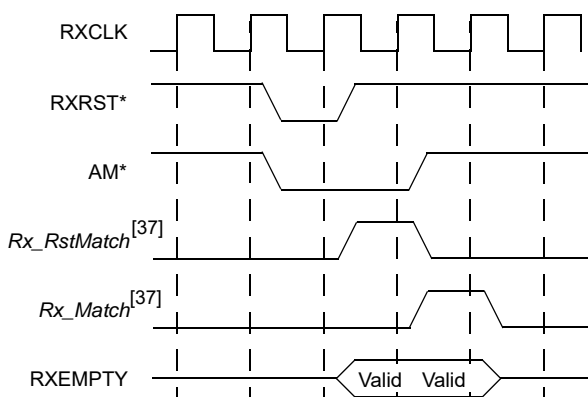 RXCLK
RXRST*
AM*
Rx_RstMatch[37]
Rx_Match[37]
RXEMPTY Valid Valid